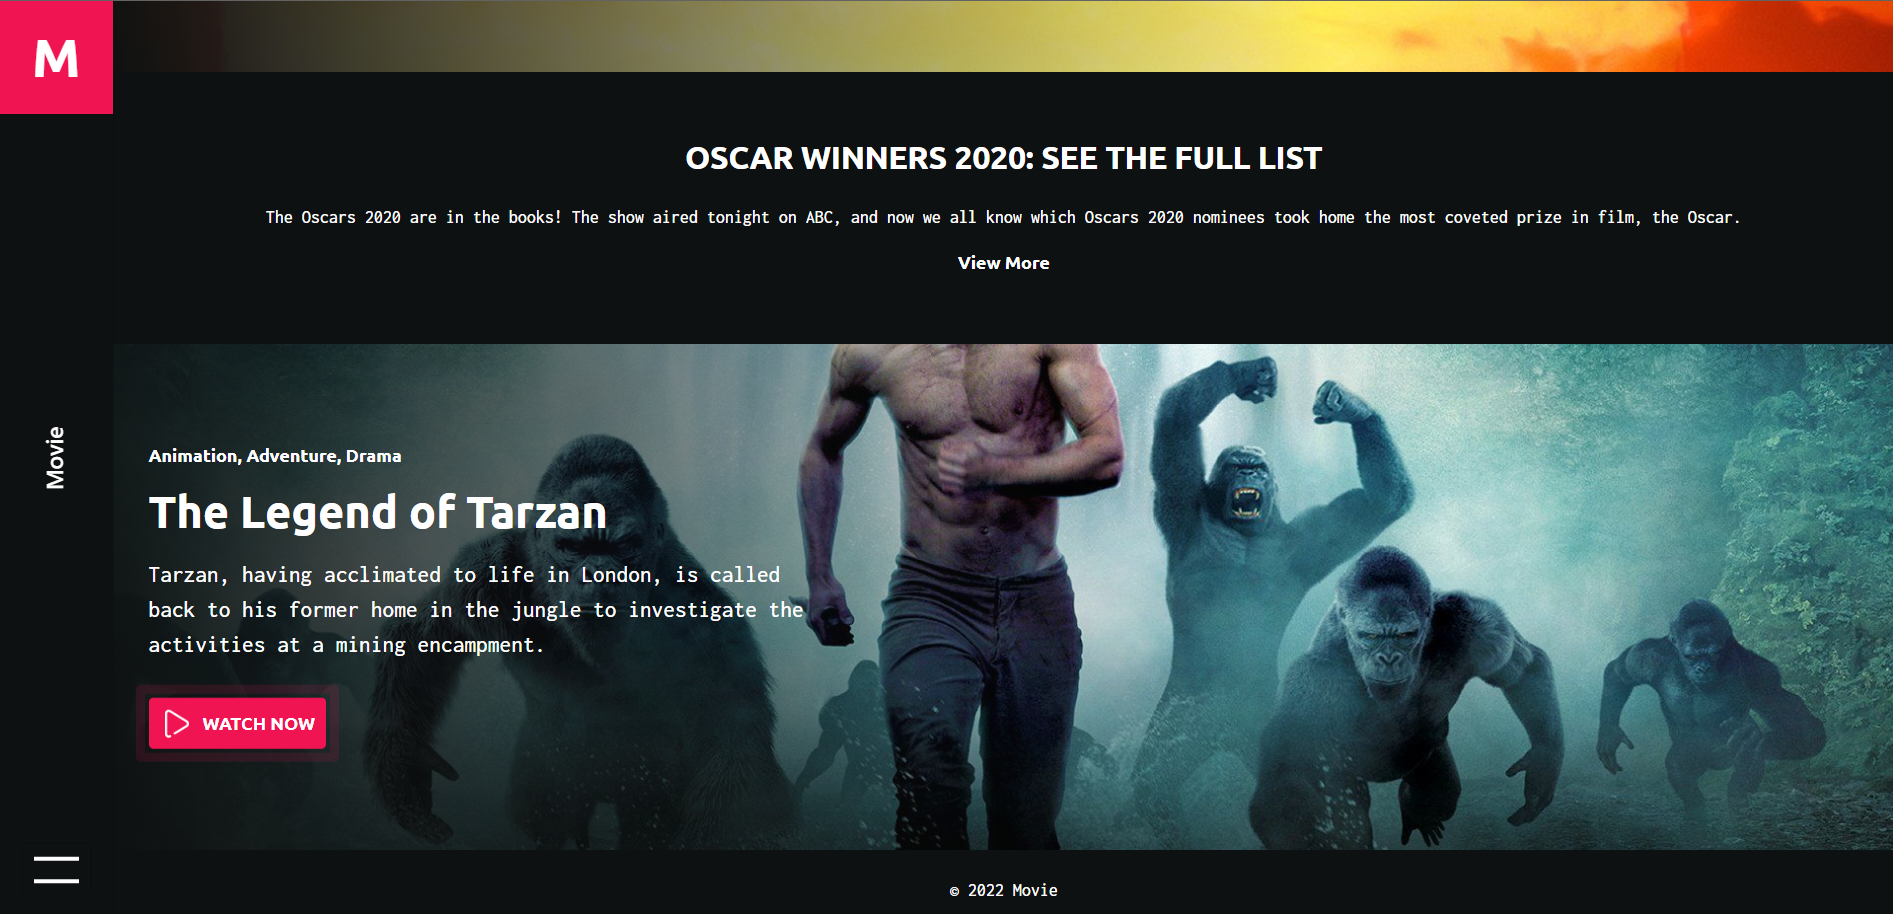 M
OSCAR WINNERS 2020: SEE THE FULL LIST
The Oscars 2020 are in the books! The show aired tonight on ABC, and now we all know which Oscars 2020 nominees took home the most coveted prize in film, the Oscar.
View More
Movie
Animation, Adventure, Drama
The Legend of Tarzan
Tarzan, having acclimated to life in London, is called
back to his former home in the jungle to investigate the
activities at a mining encampment.
WATCH NOW
© 2022 Movie